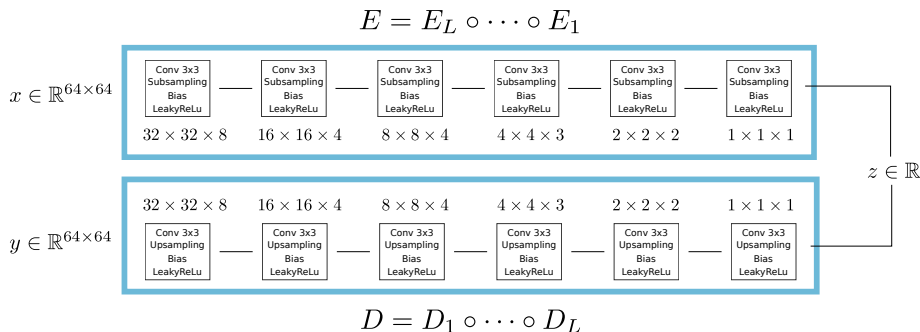 E = E_L ∘ ⋯ ∘ E_1
x ∈ ℝ^{64×64}
Conv 3x3
Subsampling
Bias
LeakyReLu
32 × 32 × 8
Conv 3x3
Subsampling
Bias
LeakyReLu
16 × 16 × 4
Conv 3x3
Subsampling
Bias
LeakyReLu
8 × 8 × 4
Conv 3x3
Subsampling
Bias
LeakyReLu
4 × 4 × 3
Conv 3x3
Subsampling
Bias
LeakyReLu
2 × 2 × 2
Conv 3x3
Subsampling
Bias
LeakyReLu
1 × 1 × 1
z ∈ ℝ
y ∈ ℝ^{64×64}
32 × 32 × 8
Conv 3x3
Upsampling
Bias
LeakyReLu
16 × 16 × 4
Conv 3x3
Upsampling
Bias
LeakyReLu
8 × 8 × 4
Conv 3x3
Upsampling
Bias
LeakyReLu
4 × 4 × 3
Conv 3x3
Upsampling
Bias
LeakyReLu
2 × 2 × 2
Conv 3x3
Upsampling
Bias
LeakyReLu
1 × 1 × 1
Conv 3x3
Upsampling
Bias
LeakyReLu
D = D_1 ∘ ⋯ ∘ D_L